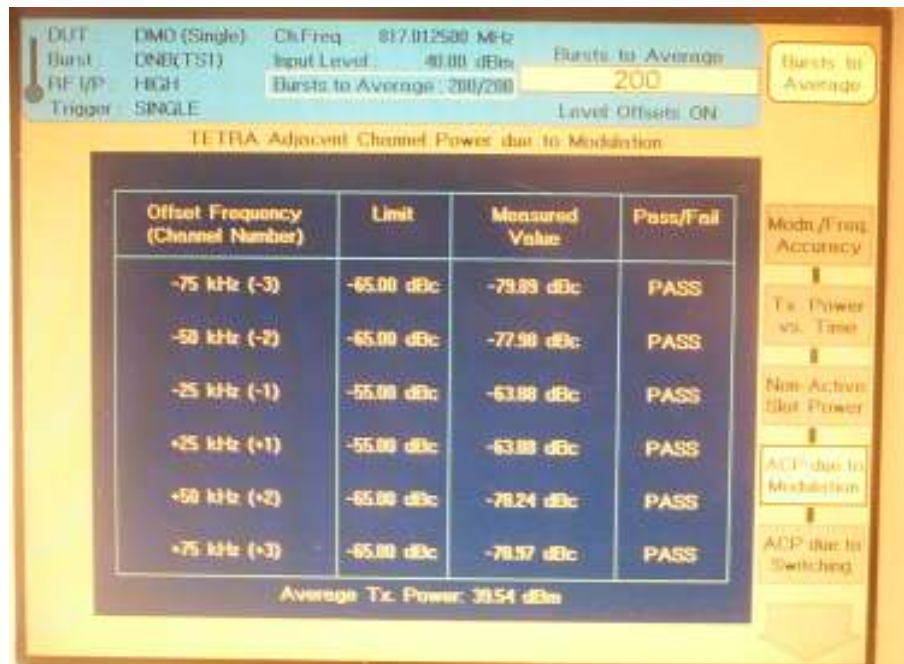 DUT : DMO (Single) Ch.Freq 817.012500 MHz
Burst : DNB(TS1) Input Level : 40.00 dBm Bursts to Average
RF I/P : HIGH Bursts to Average : 200/200 200
Trigger : SINGLE Level Offsets ON
Bursts to
Average
TETRA Adjacent Channel Power due to Modulation
Offset Frequency Limit Measured Pass/Fail
(Channel Number) Value
-75 kHz (-3) -65.00 dBc -79.89 dBc PASS
-50 kHz (-2) -65.00 dBc -77.98 dBc PASS
-25 kHz (-1) -55.00 dBc -63.88 dBc PASS
+25 kHz (+1) -55.00 dBc -63.88 dBc PASS
+50 kHz (+2) -65.00 dBc -78.24 dBc PASS
+75 kHz (+3) -65.00 dBc -78.97 dBc PASS
Average Tx. Power: 39.54 dBm
Modn./Freq.
Accuracy
Tx. Power
vs. Time
Non-Active
Slot Power
ACP due to
Modulation
ACP due to
Switching